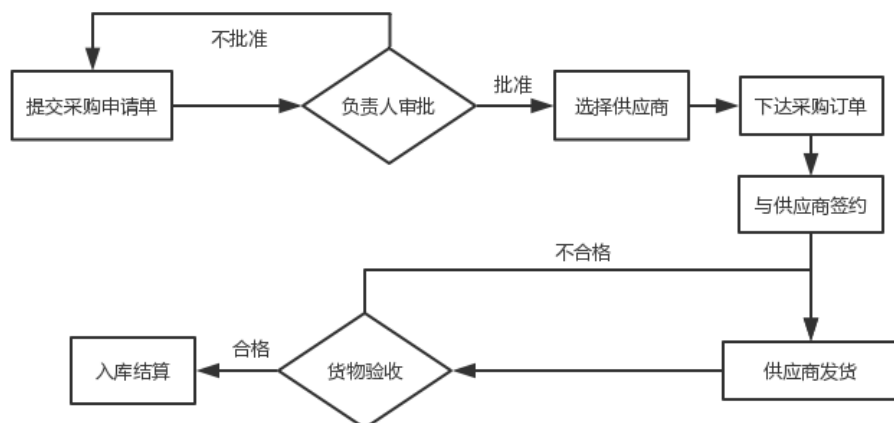 不批准
提交采购申请单
负责人审批
批准
选择供应商
下达采购订单
与供应商签约
不合格
入库结算
合格
货物验收
供应商发货